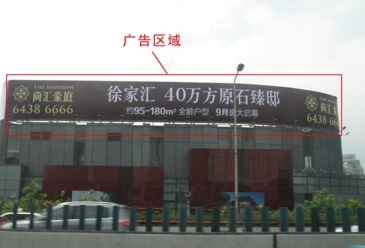 广告区域
THE MANSION
尚汇豪庭
6438 6666
徐家汇 40万方原石臻邸
约95-180m² 全龄户型 9月盛大启幕
尚汇豪庭
6438 6666